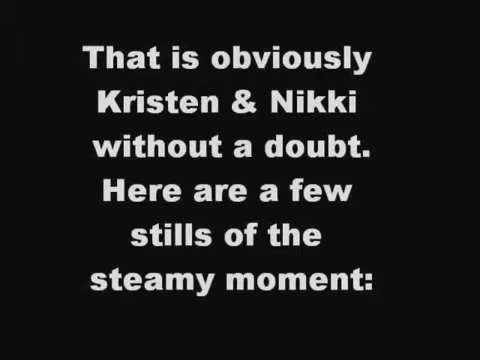 That is obviously
Kristen & Nikki
without a doubt.
Here are a few
stills of the
steamy moment: